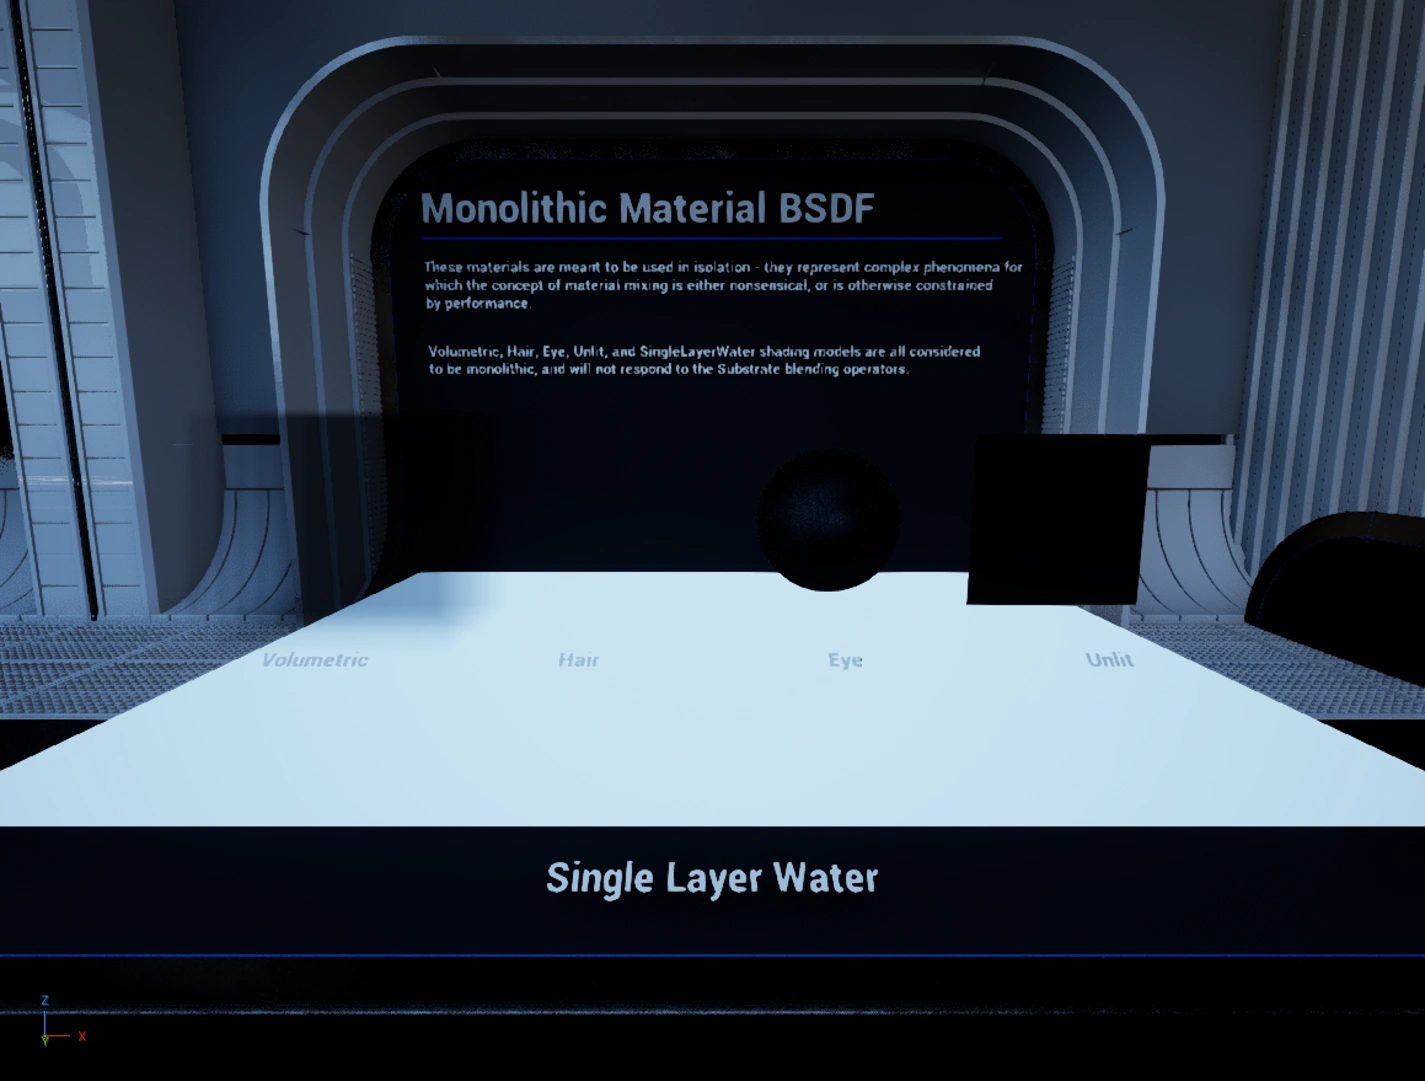 Monolithic Material BSDF
These materials are meant to be used in isolation - they represent complex phenomena for
which the concept of material mixing is either nonsensical, or is otherwise constrained
by performance.
Volumetric, Hair, Eye, Unlit, and SingleLayerWater shading models are all considered
to be monolithic, and will not respond to the Substrate blending operators.
Volumetric Hair Eye Unlit
Single Layer Water
Z
Y X